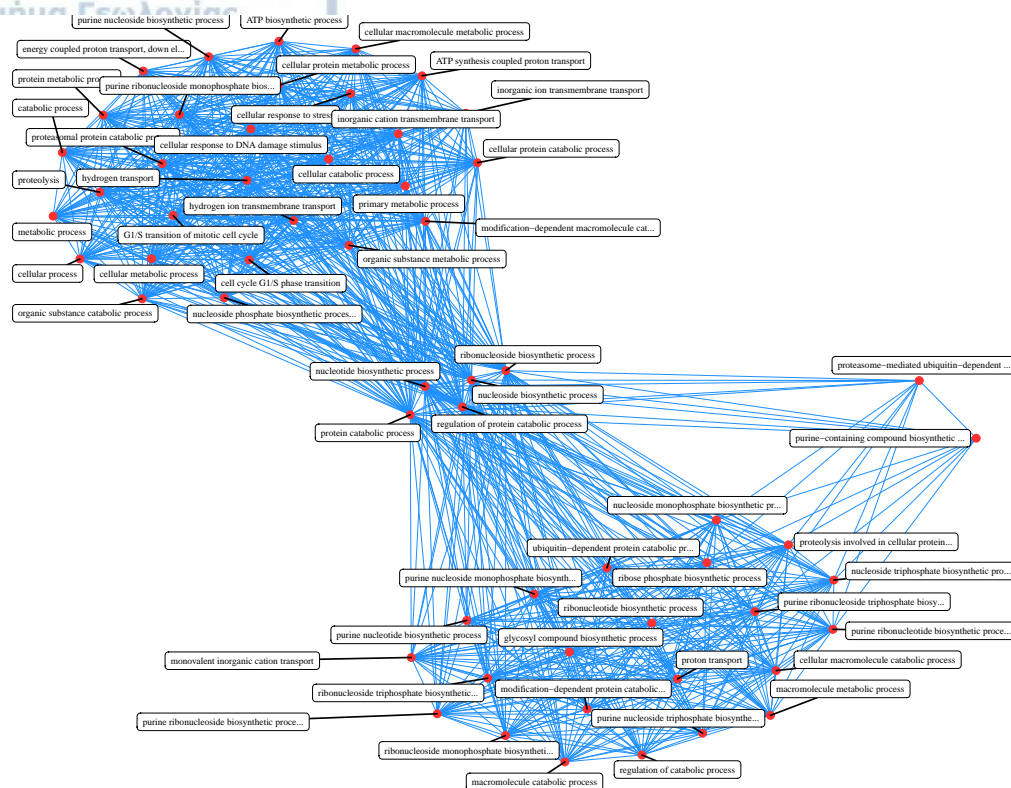 Τμήμα Γεωλογίας
purine nucleoside biosynthetic process
ATP biosynthetic process
cellular macromolecule metabolic process
energy coupled proton transport, down el...
cellular protein metabolic process
ATP synthesis coupled proton transport
protein metabolic pro
purine ribonucleoside monophosphate bios...
inorganic ion transmembrane transport
catabolic process
cellular response to stress
inorganic cation transmembrane transport
proteasomal protein catabolic pr
cellular response to DNA damage stimulus
cellular protein catabolic process
proteolysis
hydrogen transport
cellular catabolic process
hydrogen ion transmembrane transport
primary metabolic process
metabolic process
G1/S transition of mitotic cell cycle
modification−dependent macromolecule cat...
organic substance metabolic process
cellular process
cellular metabolic process
cell cycle G1/S phase transition
organic substance catabolic process
nucleoside phosphate biosynthetic proces...
ribonucleoside biosynthetic process
nucleotide biosynthetic process
proteasome−mediated ubiquitin−dependent ...
nucleoside biosynthetic process
regulation of protein catabolic process
protein catabolic process
purine−containing compound biosynthetic ...
nucleoside monophosphate biosynthetic pr...
ubiquitin−dependent protein catabolic pr...
proteolysis involved in cellular protein...
purine nucleoside monophosphate biosynth...
ribose phosphate biosynthetic process
nucleoside triphosphate biosynthetic pro...
ribonucleotide biosynthetic process
purine ribonucleoside triphosphate biosy...
purine nucleotide biosynthetic process
glycosyl compound biosynthetic process
purine ribonucleotide biosynthetic proce...
monovalent inorganic cation transport
proton transport
cellular macromolecule catabolic process
ribonucleoside triphosphate biosynthetic...
modification−dependent protein catabolic...
macromolecule metabolic process
purine ribonucleoside biosynthetic proce...
purine nucleoside triphosphate biosynthe...
ribonucleoside monophosphate biosyntheti...
macromolecule catabolic process
regulation of catabolic process